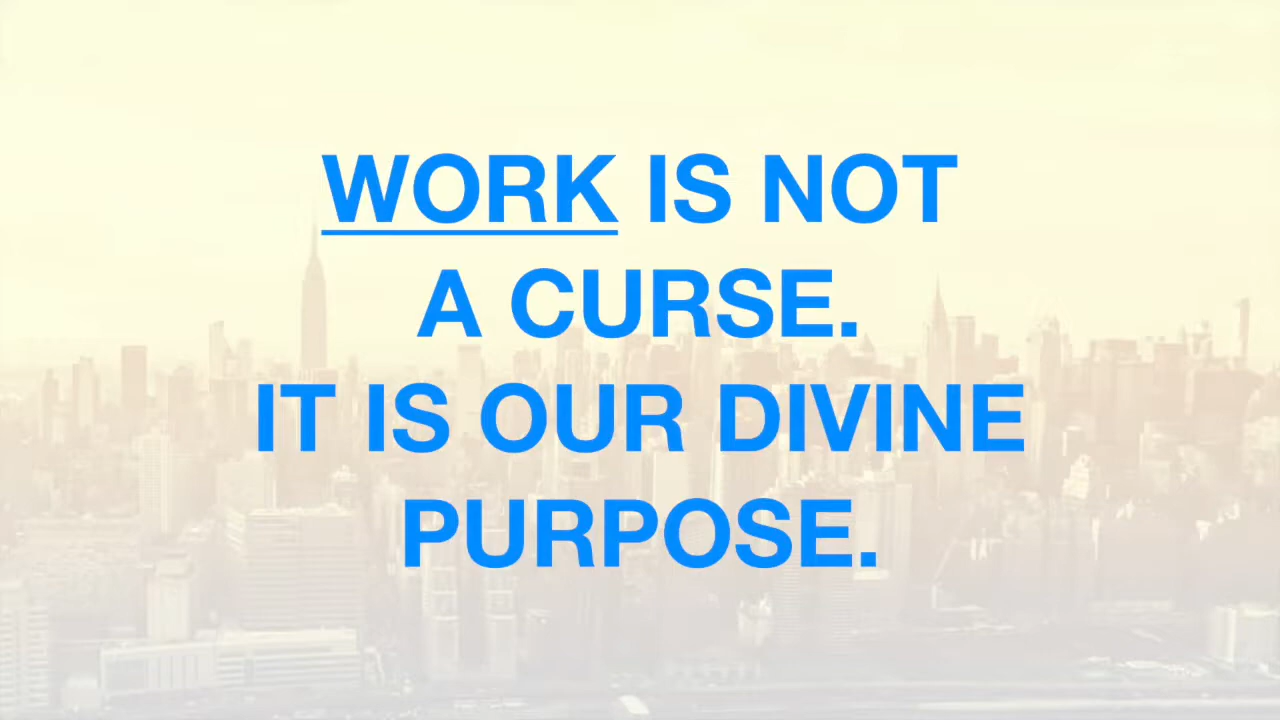 WORK IS NOT
A CURSE.
IT IS OUR DIVINE
PURPOSE.